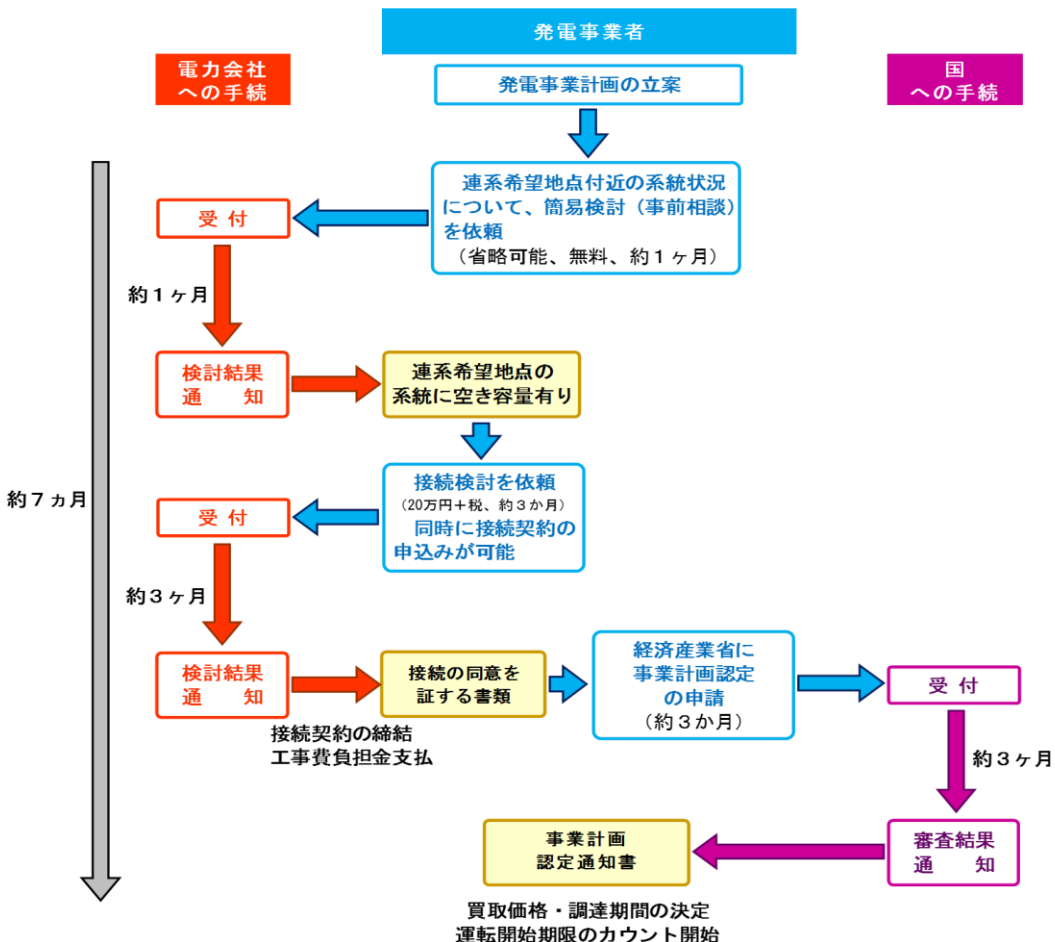 発電事業者
電力会社
への手続
発電事業計画の立案
国
への手続
連系希望地点付近の系統状況
について、簡易検討（事前相談）
を依頼
（省略可能、無料、約１ヶ月）
受 付
約１ヶ月
検討結果
通　知
連系希望地点の
系統に空き容量有り
約７ヵ月
接続検討を依頼
（20万円＋税、約３か月）
同時に接続契約の
申込みが可能
受 付
約３ヶ月
検討結果
通　知
接続の同意を
証する書類
経済産業省に
事業計画認定
の申請
（約３か月）
受 付
接続契約の締結
工事費負担金支払
約３ヶ月
事業計画
認定通知書
審査結果
通　知
買取価格・調達期間の決定
運転開始期限のカウント開始